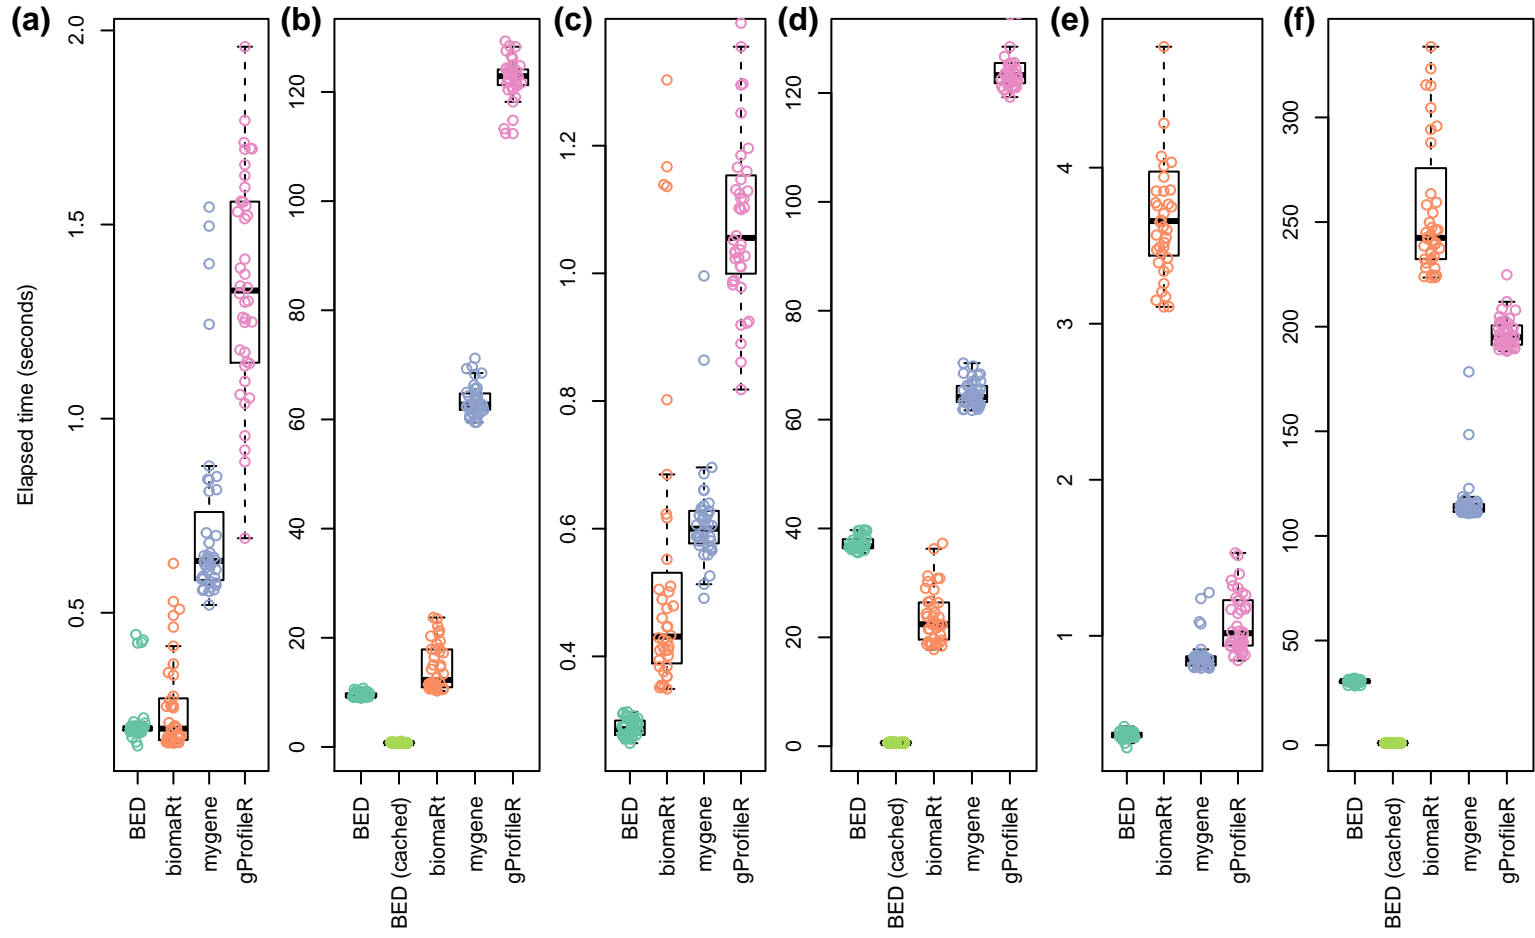 (a) (b) (c) (d) (e) (f)
Elapsed time (seconds)
2.0
1.5
1.0
0.5
BED
biomaRt
mygene
gProfileR
120
100
80
60
40
20
0
BED
BED (cached)
biomaRt
mygene
gProfileR
1.2
1.0
0.8
0.6
0.4
BED
biomaRt
mygene
gProfileR
120
100
80
60
40
20
0
BED
BED (cached)
biomaRt
mygene
gProfileR
4
3
2
1
BED
biomaRt
mygene
gProfileR
300
250
200
150
100
50
0
BED
BED (cached)
biomaRt
mygene
gProfileR